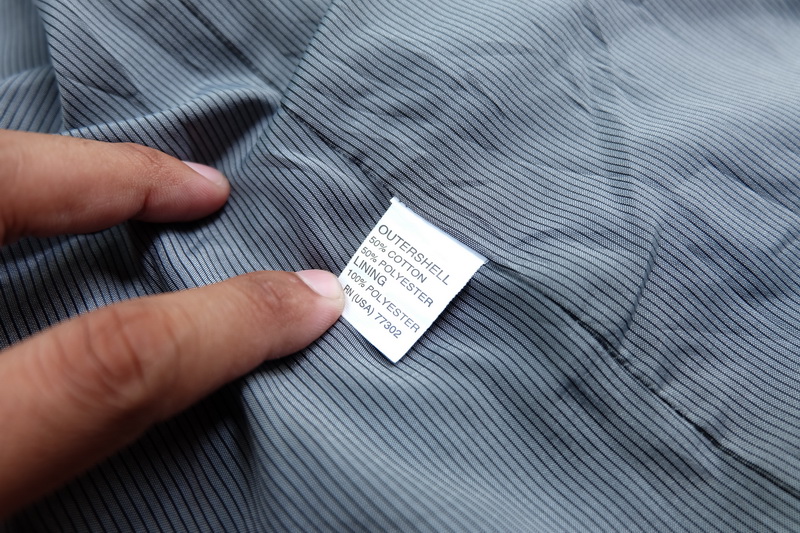 OUTERSHELL
50% COTTON
50% POLYESTER
LINING
100% POLYESTER
RN (USA) 77302